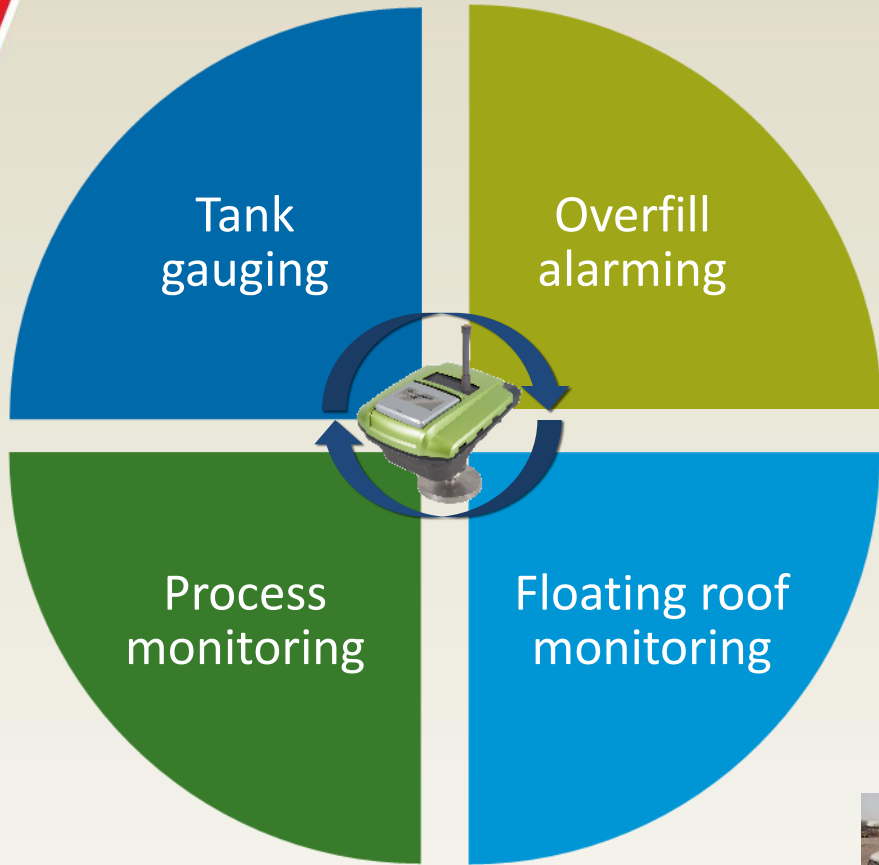 Tank
gauging
Overfill
alarming
Process
monitoring
Floating roof
monitoring